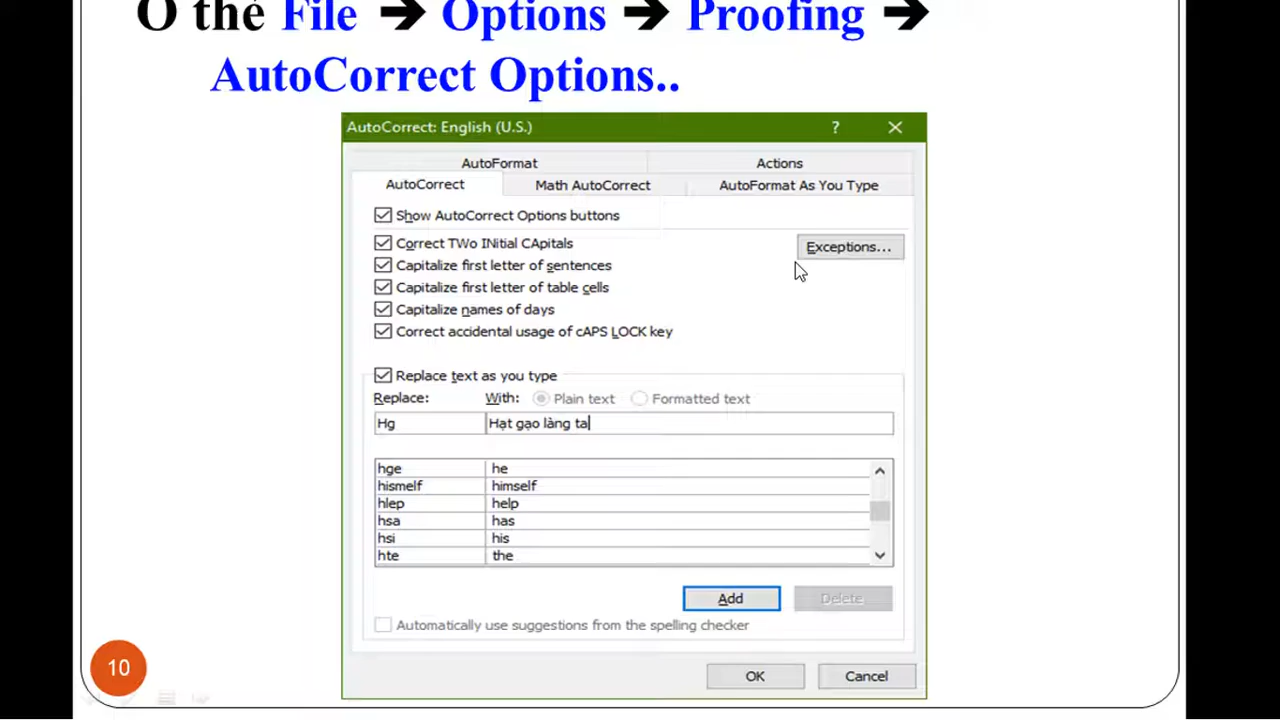 Ở thẻ File ➔ Options ➔ Proofing ➔
AutoCorrect Options..
AutoCorrect: English (U.S.)
AutoFormat Actions
AutoCorrect Math AutoCorrect AutoFormat As You Type
Show AutoCorrect Options buttons
Correct TWo INitial CApitals
Exceptions...
Capitalize first letter of sentences
Capitalize first letter of table cells
Capitalize names of days
Correct accidental usage of cAPS LOCK key
Replace text as you type
Replace: With: Plain text Formatted text
Hg Hạt gạo làng ta
hge he
hismelf himself
hlep help
hsa has
hsi his
hte the
Add Delete
Automatically use suggestions from the spelling checker
OK Cancel
10